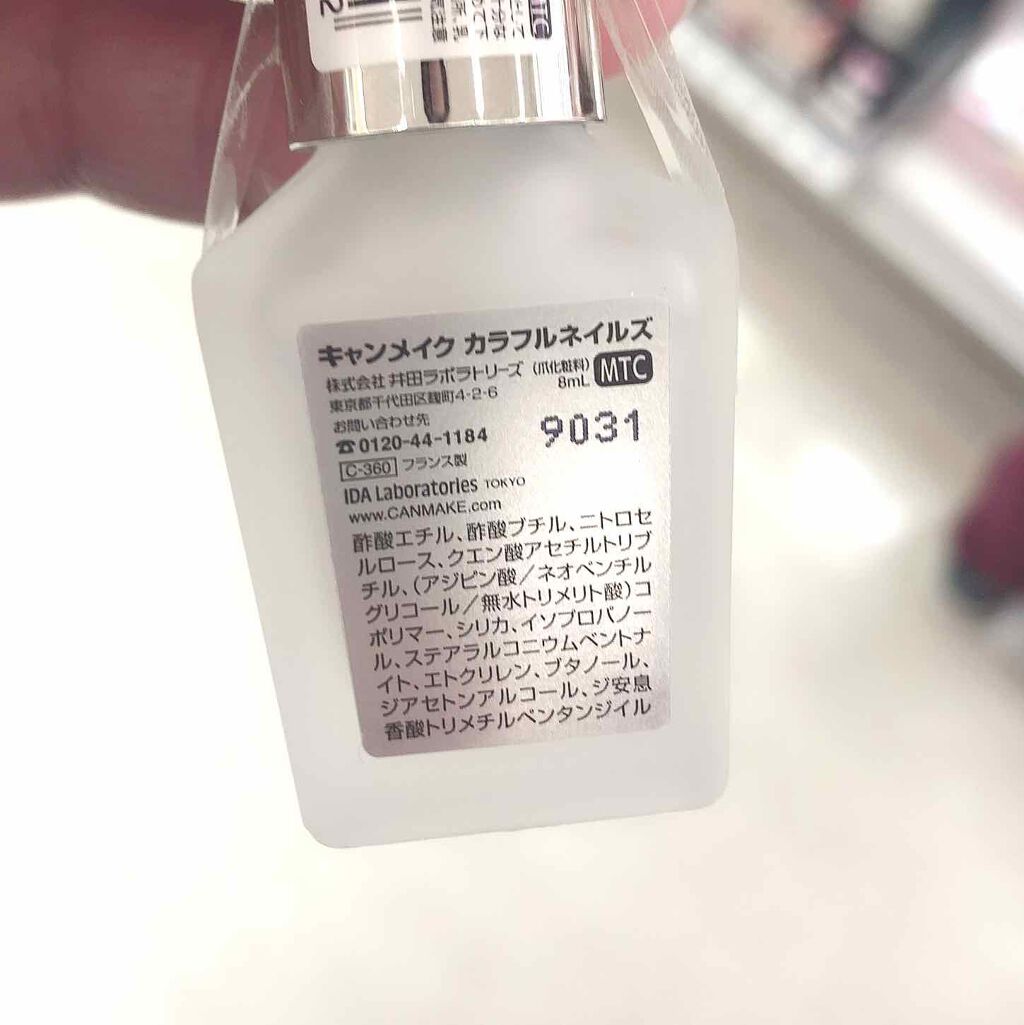 MTC
2
キャンメイク カラフルネイルズ
株式会社 井田ラボラトリーズ (爪化粧料) MTC
東京都千代田区麹町4-2-6 8mL
お問い合わせ先
☎0120-44-1184 9031
C-360 フランス製
IDA Laboratories TOKYO
www.CANMAKE.com
酢酸エチル、酢酸ブチル、ニトロセ
ルロース、クエン酸アセチルトリブ
チル、(アジピン酸/ネオペンチル
グリコール/無水トリメリト酸)コ
ポリマー、シリカ、イソプロパノー
ル、ステアラルコニウムベントナ
イト、エトクリレン、ブタノール、
ジアセトンアルコール、ジ安息
香酸トリメチルペンタンジイル